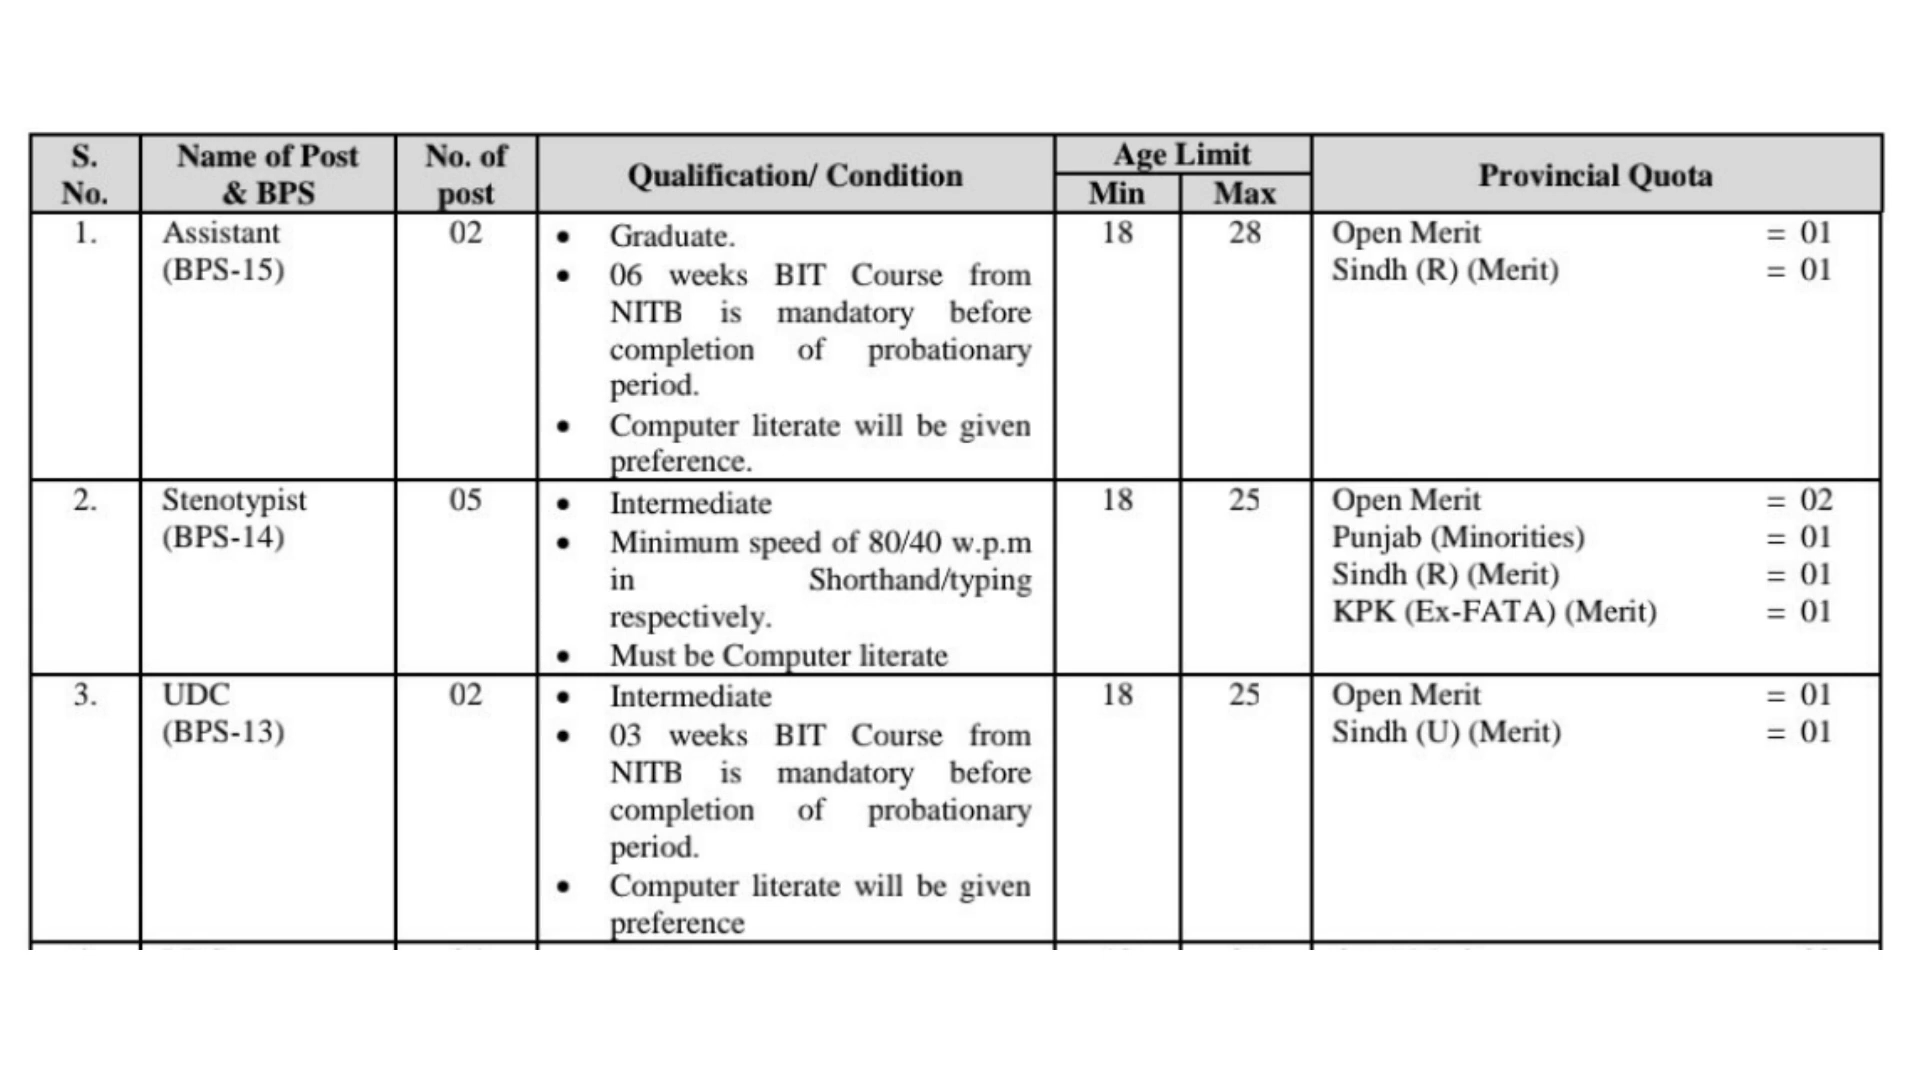 S. No. | Name of Post & BPS | No. of post | Qualification/ Condition | Age Limit | Provincial Quota
Min | Max
1. | Assistant | 02 | • Graduate. | 18 | 28 | Open Merit = 01
(BPS-15) | • 06 weeks BIT Course from | Sindh (R) (Merit) = 01
NITB is mandatory before
completion of probationary
period.
• Computer literate will be given
preference.
2. | Stenotypist | 05 | • Intermediate | 18 | 25 | Open Merit = 02
(BPS-14) | • Minimum speed of 80/40 w.p.m | Punjab (Minorities) = 01
in Shorthand/typing | Sindh (R) (Merit) = 01
respectively. | KPK (Ex-FATA) (Merit) = 01
• Must be Computer literate
3. | UDC | 02 | • Intermediate | 18 | 25 | Open Merit = 01
(BPS-13) | • 03 weeks BIT Course from | Sindh (U) (Merit) = 01
NITB is mandatory before
completion of probationary
period.
• Computer literate will be given
preference